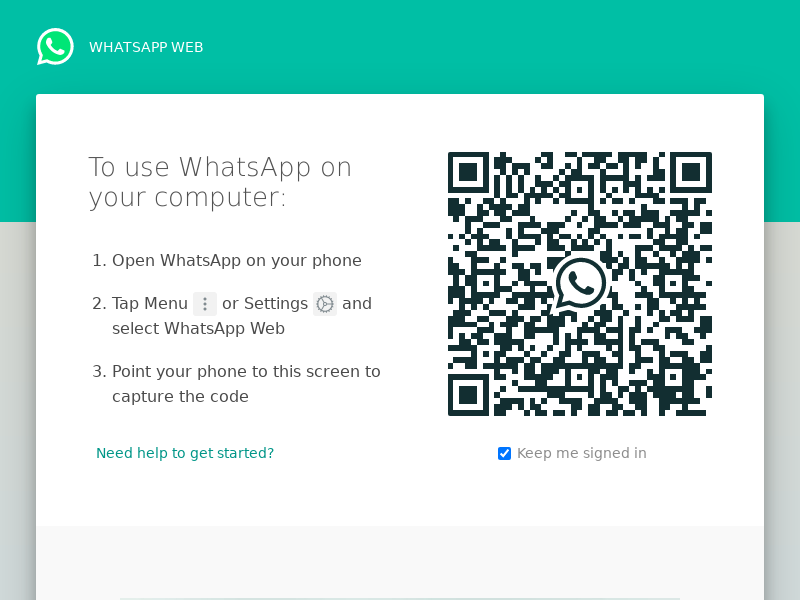 WHATSAPP WEB
To use WhatsApp on
your computer:
1. Open WhatsApp on your phone
2. Tap Menu or Settings and
select WhatsApp Web
3. Point your phone to this screen to
capture the code
Need help to get started?
Keep me signed in